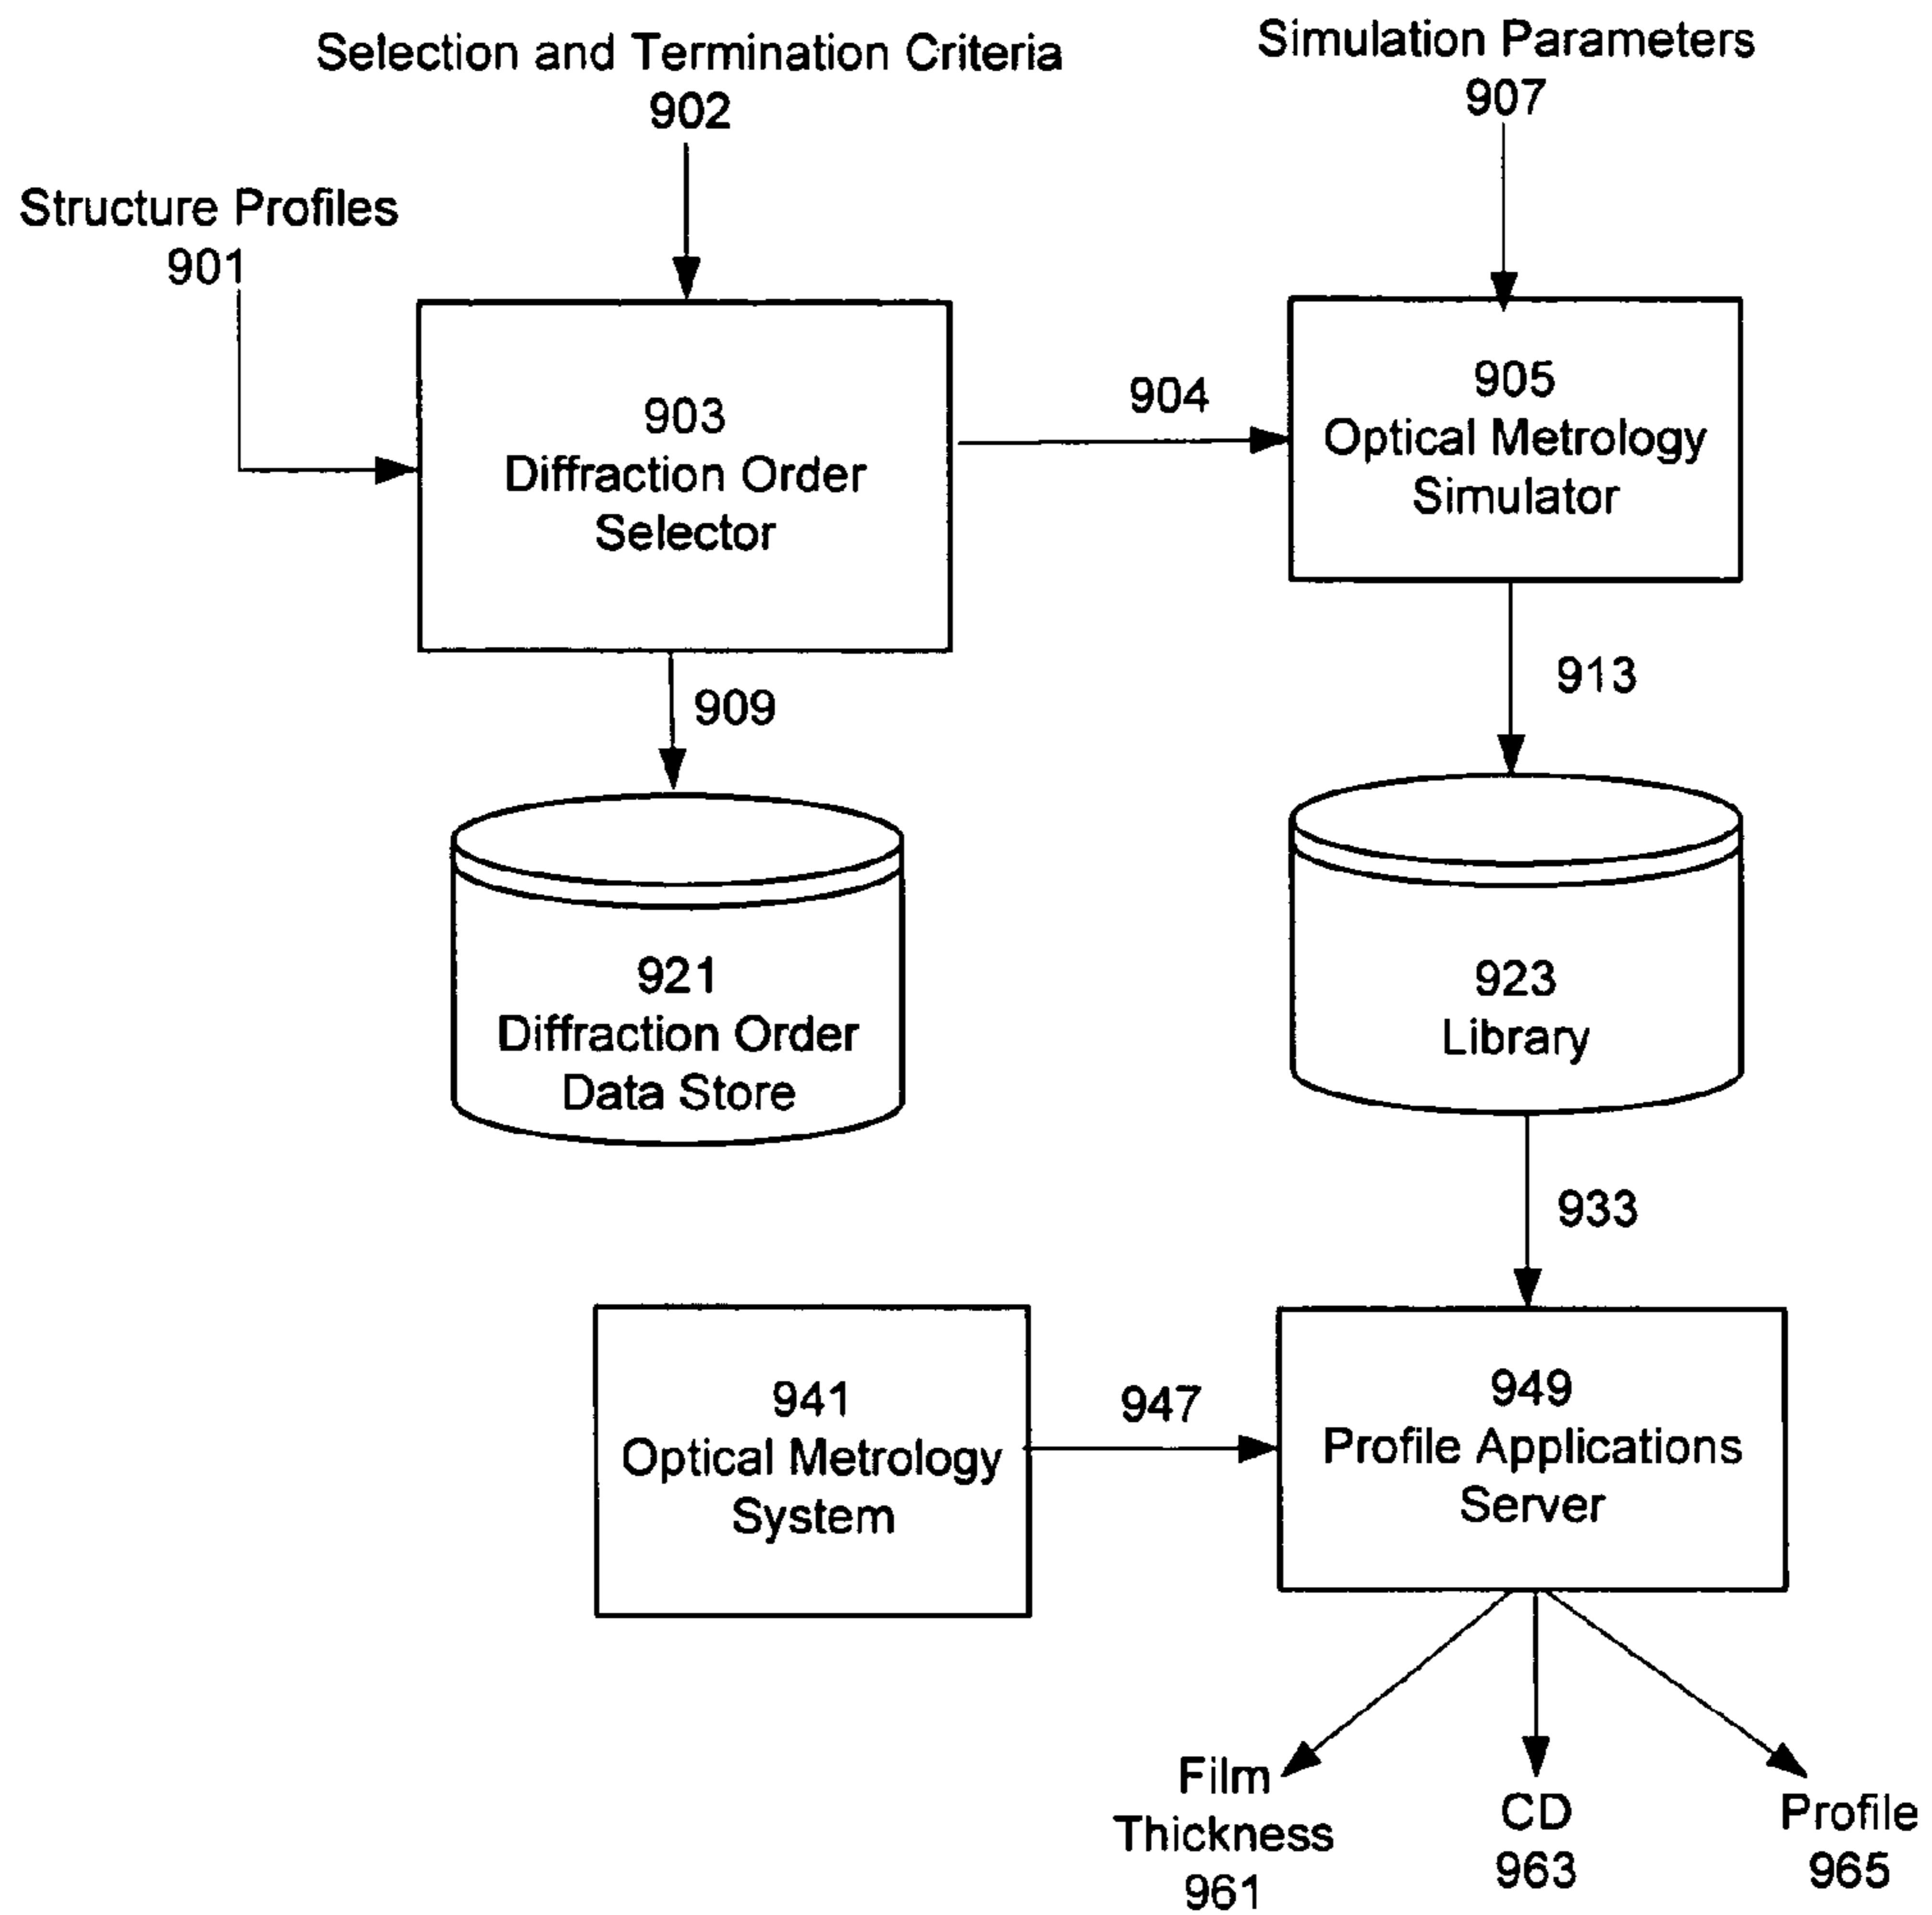 Selection and Termination Criteria
902
Simulation Parameters
907
Structure Profiles
901
903
Diffraction Order
Selector
904
905
Optical Metrology
Simulator
909
913
921
Diffraction Order
Data Store
923
Library
933
941
Optical Metrology
System
947
949
Profile Applications
Server
Film
Thickness
961
CD
963
Profile
965